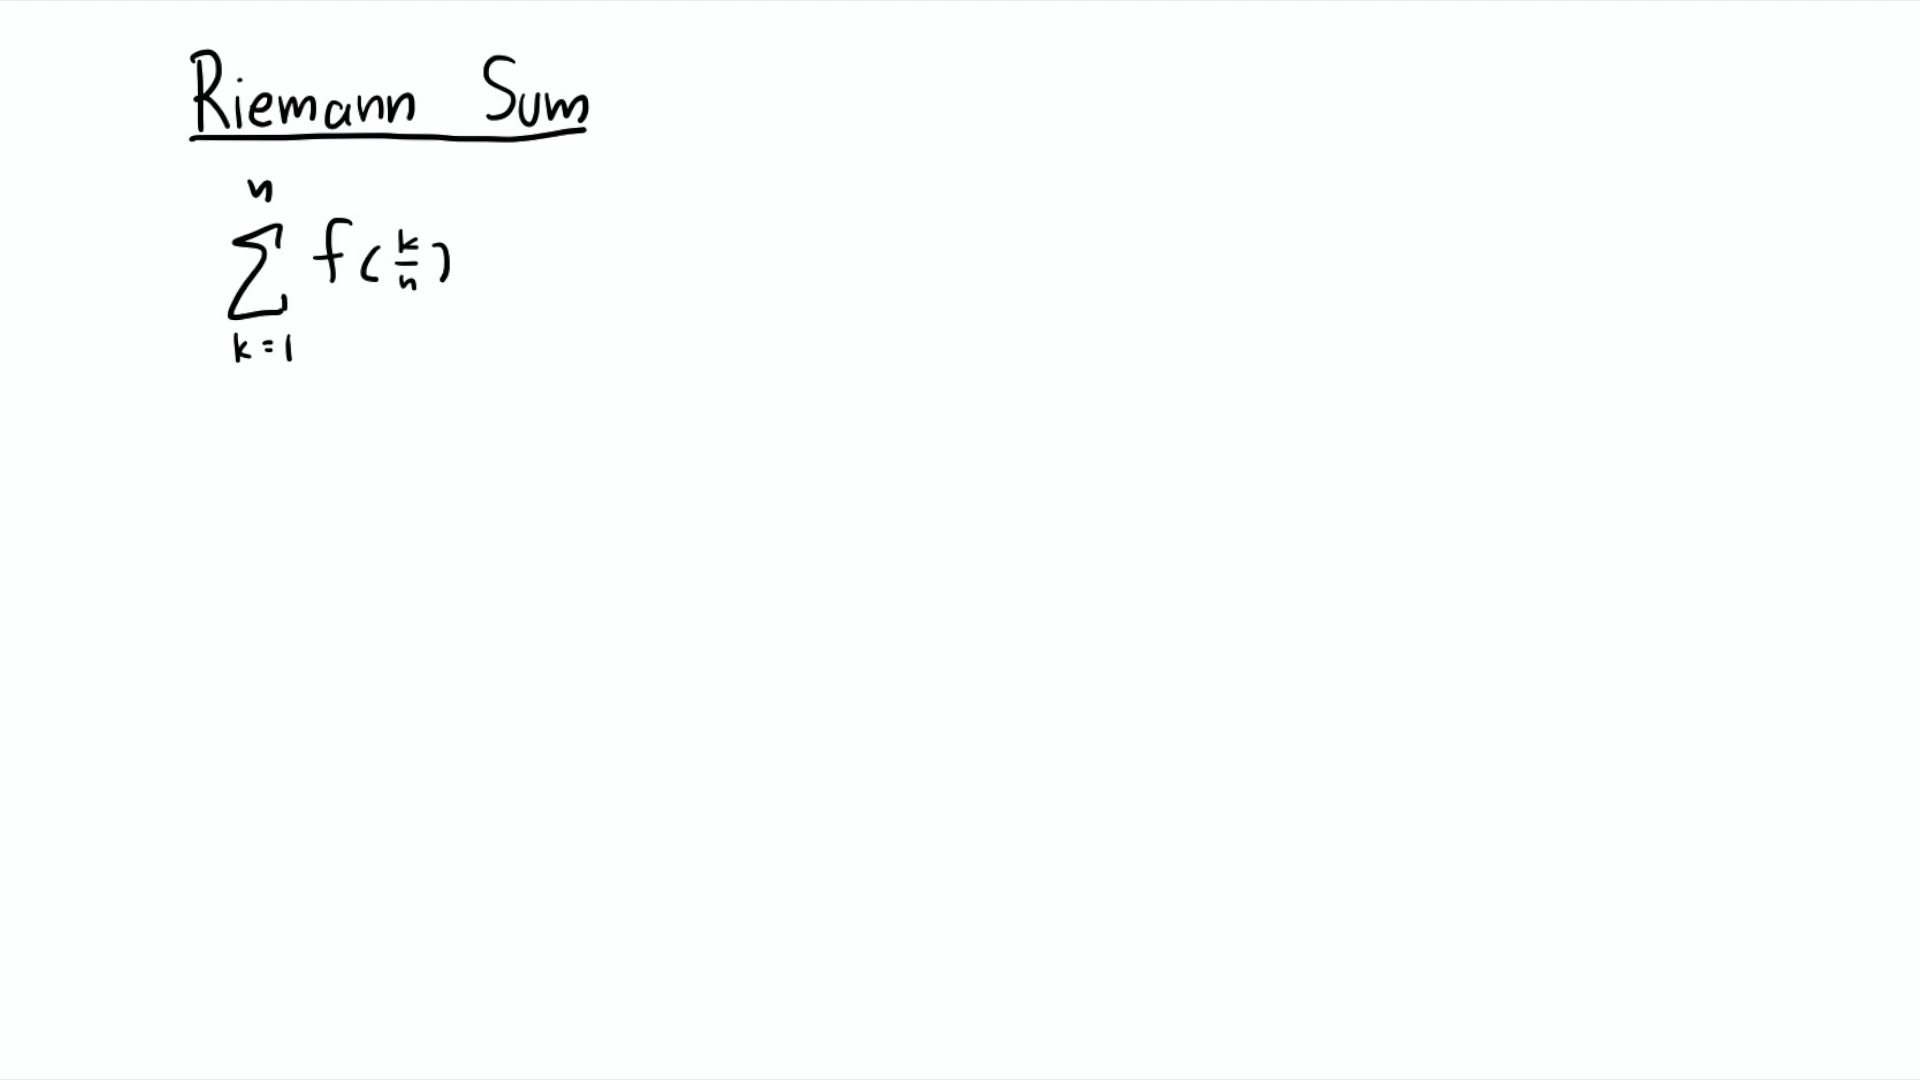 Riemann Sum
n
∑ f(k/n)
k=1